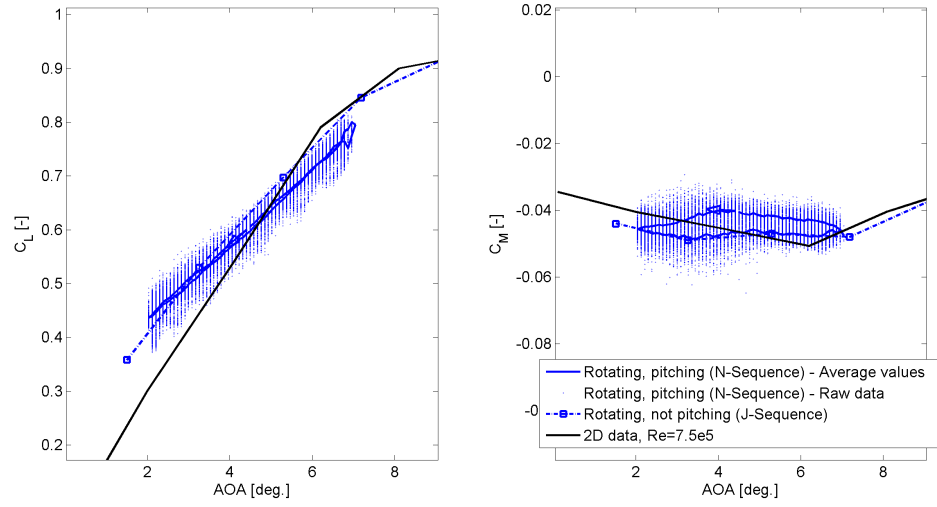 1
0.9
0.8
0.7
0.6
0.5
0.4
0.3
0.2
C_L [-]
2 4 6 8
AOA [deg.]
0.02
0
-0.02
-0.04
-0.06
-0.08
-0
C_M [-]
Rotating, pitching (N-Sequence) - Average values
Rotating, pitching (N-Sequence) - Raw data
Rotating, not pitching (J-Sequence)
2D data, Re=7.5e5
2 4 6 8
AOA [deg.]